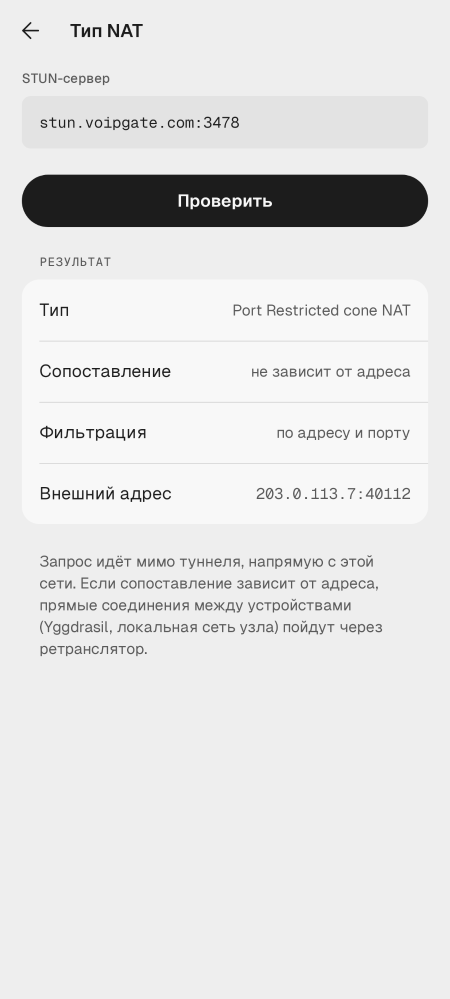 Тип NAT
STUN-сервер
stun.voipgate.com:3478
Проверить
РЕЗУЛЬТАТ
Тип Port Restricted cone NAT
Сопоставление не зависит от адреса
Фильтрация по адресу и порту
Внешний адрес 203.0.113.7:40112
Запрос идёт мимо туннеля, напрямую с этой
сети. Если сопоставление зависит от адреса,
прямые соединения между устройствами
(Yggdrasil, локальная сеть узла) пойдут через
ретранслятор.